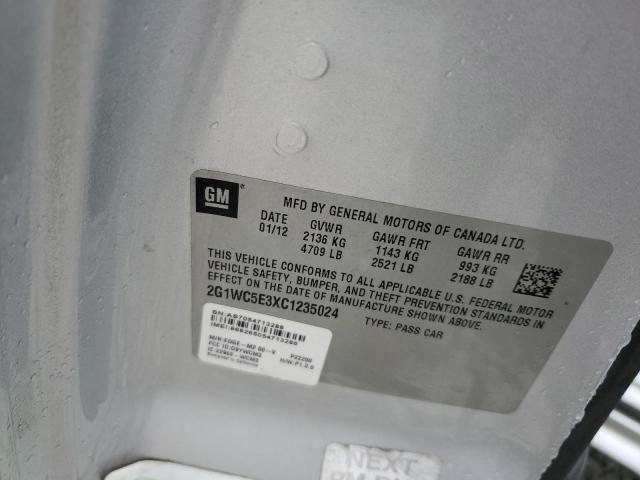 GM
MFD BY GENERAL MOTORS OF CANADA LTD.
DATE GVWR GAWR FRT GAWR RR
01/12 2136 KG 1143 KG 993 KG
4709 LB 2521 LB 2188 LB
THIS VEHICLE CONFORMS TO ALL APPLICABLE U.S. FEDERAL MOTOR
VEHICLE SAFETY, BUMPER, AND THEFT PREVENTION STANDARDS IN
EFFECT ON THE DATE OF MANUFACTURE SHOWN ABOVE.
2G1WC5E3XC1235024
TYPE: PASS CAR
FCC ID:
NEXT